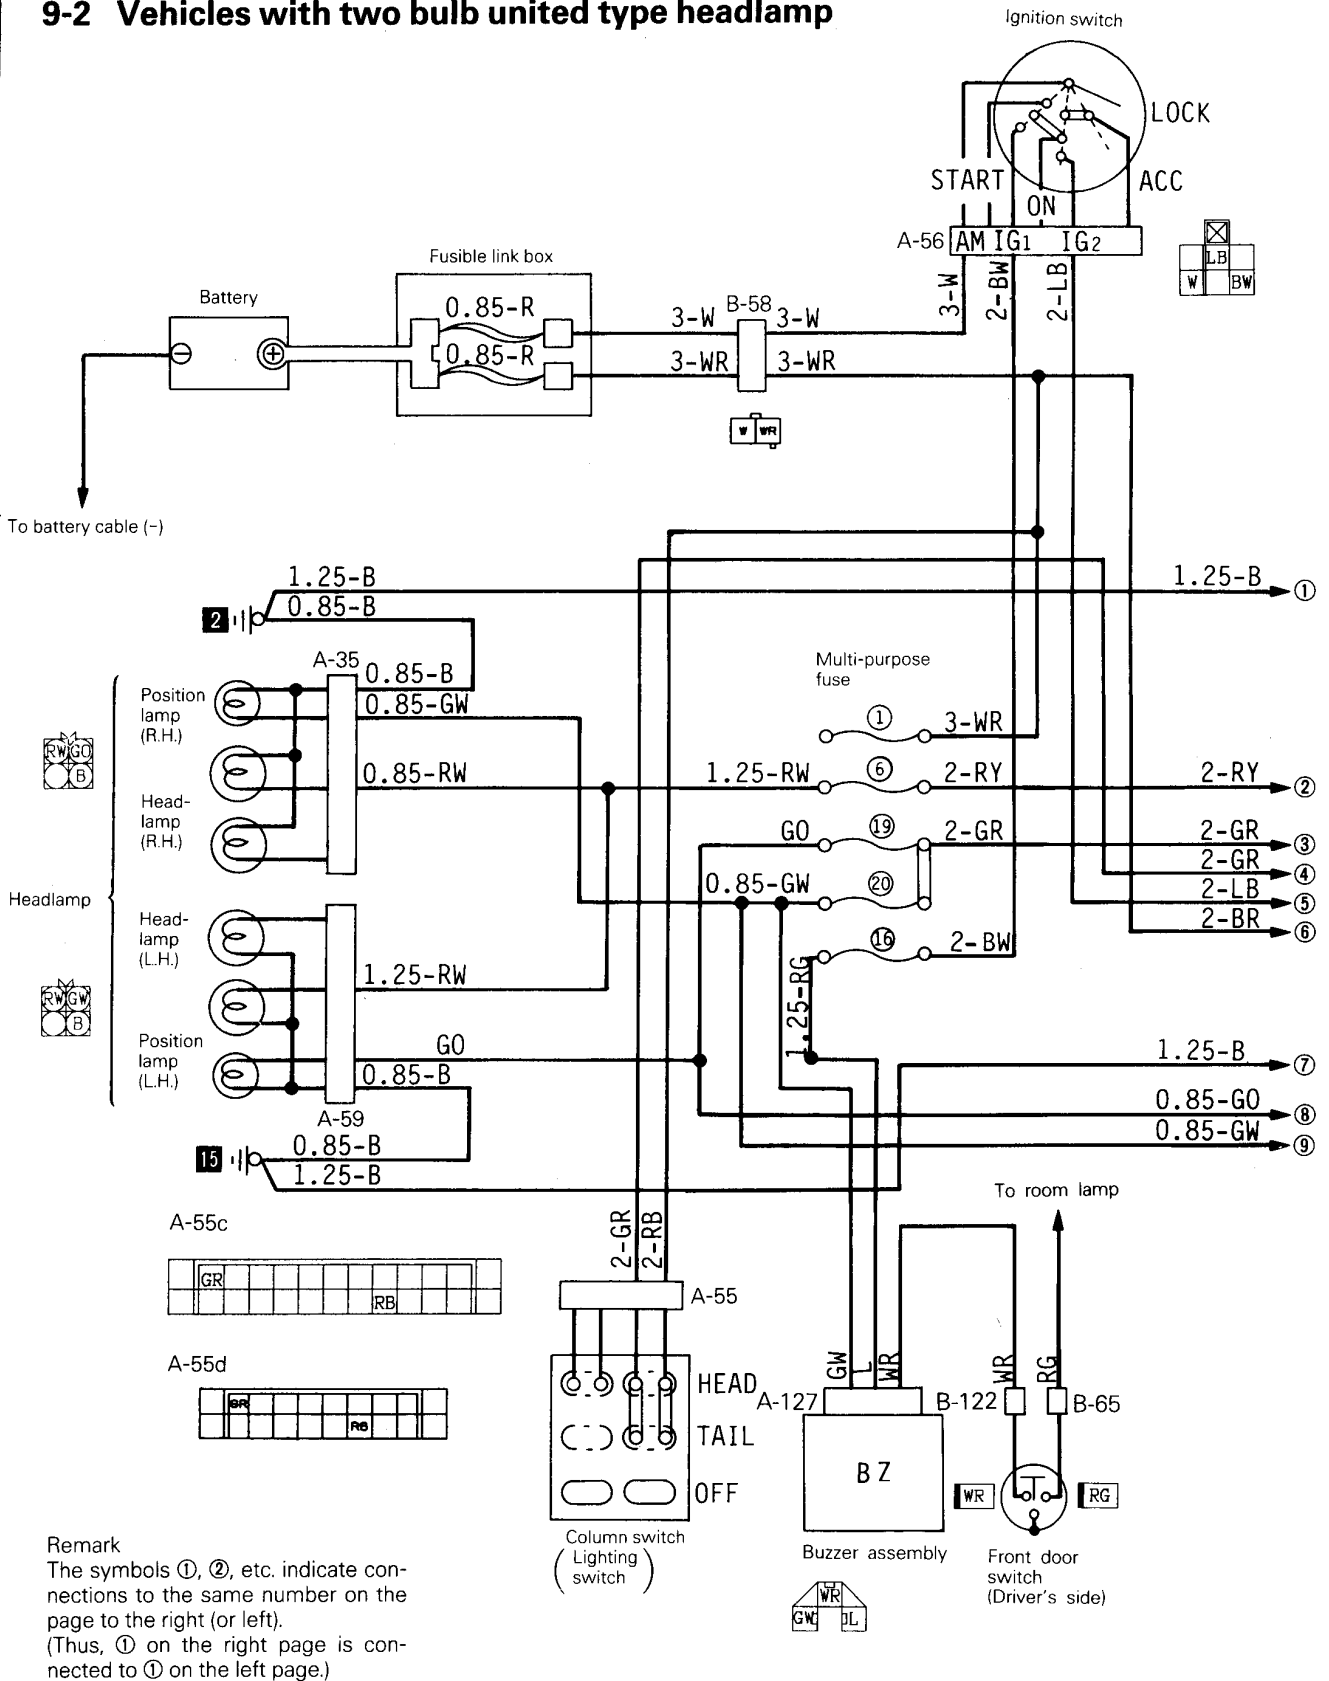 9-2 Vehicles with two bulb united type headlamp
Ignition switch
LOCK
START
ACC
ON
A-56
AM IG1 IG2
LB
W
BW
3-W
2-BW
2-LB
Fusible link box
Battery
0.85-R
0.85-R
B-58
3-W
3-W
3-WR
3-WR
W WR
To battery cable (-)
1.25-B
1.25-B ①
2
0.85-B
A-35
0.85-B
0.85-GW
Position
lamp
(R.H.)
RW GO
B
0.85-RW
Head-
lamp
(R.H.)
Headlamp
Multi-purpose
fuse
①
3-WR
1.25-RW
⑥
2-RY
2-RY ②
GO
⑲
2-GR
2-GR ③
2-GR ④
0.85-GW
⑳
2-LB ⑤
2-BR ⑥
⑯
2-BW
1.25-RG
Head-
lamp
(L.H.)
1.25-RW
RW GW
B
Position
lamp
(L.H.)
GO
0.85-B
A-59
1.25-B ⑦
0.85-GO ⑧
0.85-GW ⑨
15
0.85-B
1.25-B
To room lamp
A-55c
GR
RB
2-GR
2-RB
A-55
A-55d
GR
RB
HEAD
TAIL
OFF
Column switch
(Lighting
switch)
GW
L
WR
WR
RG
A-127
B-122
B-65
BZ
WR
RG
Buzzer assembly
WR
GW
L
Front door
switch
(Driver's side)
Remark
The symbols ①, ②, etc. indicate con-
nections to the same number on the
page to the right (or left).
(Thus, ① on the right page is con-
nected to ① on the left page.)